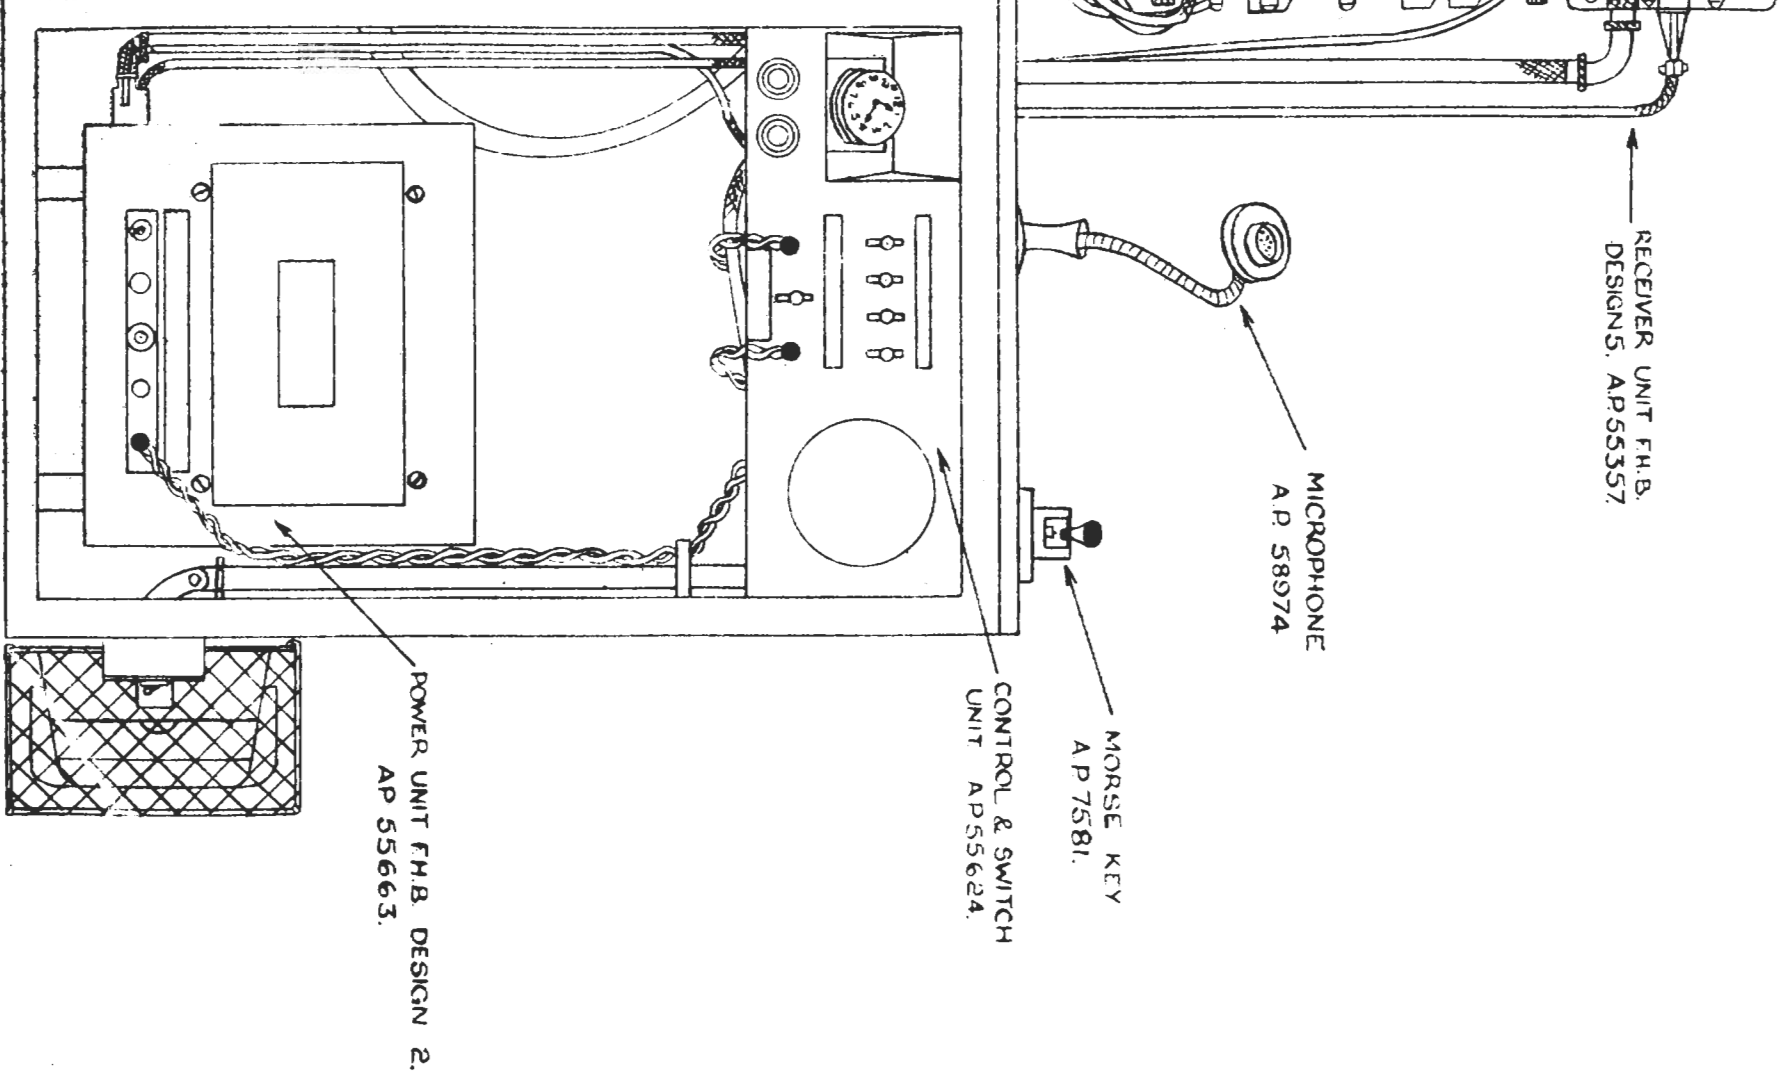 RECEIVER UNIT F.H.B.
DESIGN 5. A.P. 55357.
MICROPHONE
A.P. 58974
MORSE KEY
A.P. 7581.
CONTROL & SWITCH
UNIT. A.P. 55624.
POWER UNIT F.H.B. DESIGN 2.
A.P. 55663.